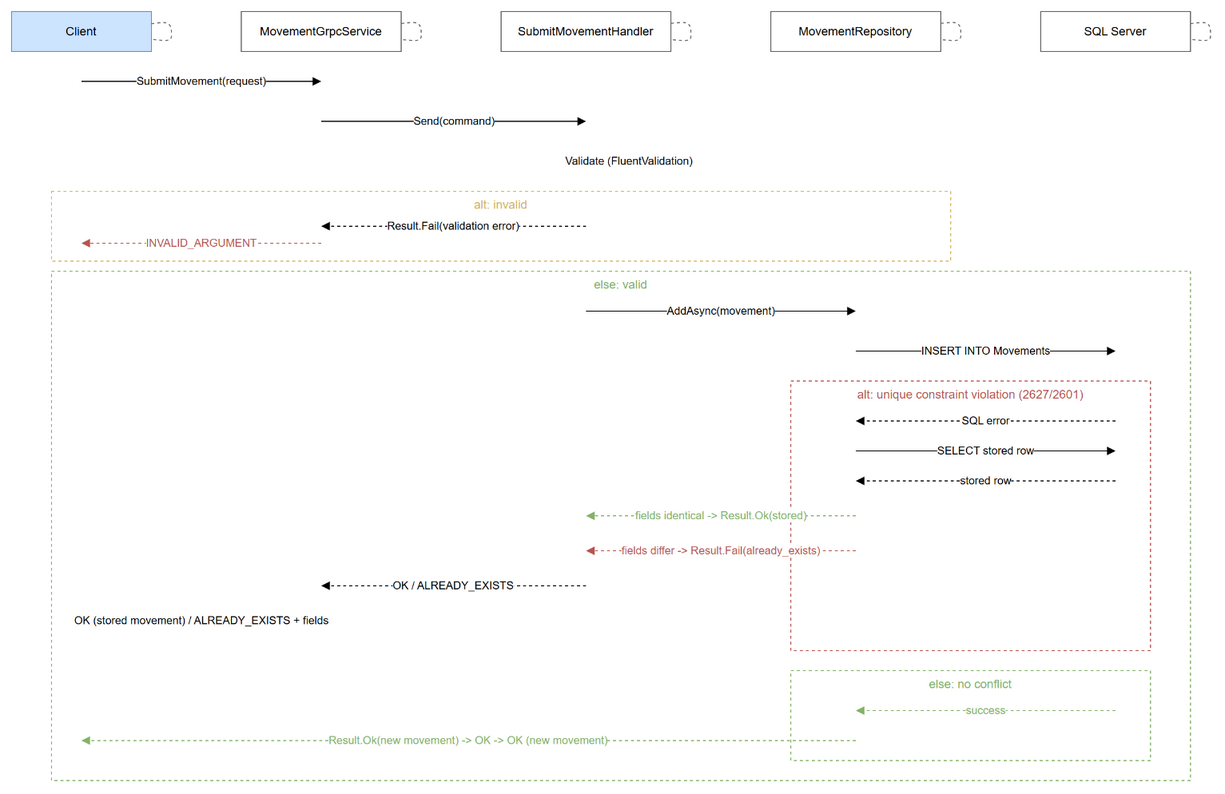 Client
MovementGrpcService
SubmitMovementHandler
MovementRepository
SQL Server
SubmitMovement(request)
Send(command)
Validate (FluentValidation)
alt: invalid
Result.Fail(validation error)
INVALID_ARGUMENT
else: valid
AddAsync(movement)
INSERT INTO Movements
alt: unique constraint violation (2627/2601)
SQL error
SELECT stored row
stored row
fields identical -> Result.Ok(stored)
fields differ -> Result.Fail(already_exists)
OK / ALREADY_EXISTS
OK (stored movement) / ALREADY_EXISTS + fields
else: no conflict
success
Result.Ok(new movement) -> OK -> OK (new movement)